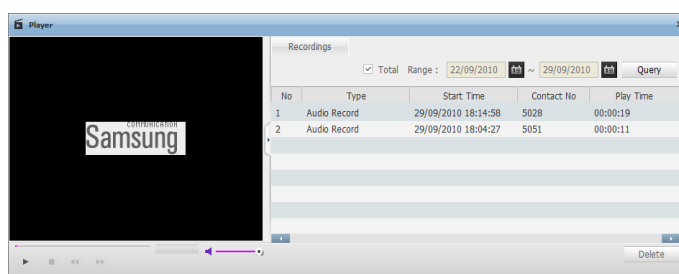 Player
Recordings
Total Range : 22/09/2010 ~ 29/09/2010 Query
No Type Start Time Contact No Play Time
1 Audio Record 29/09/2010 18:14:58 5028 00:00:19
2 Audio Record 29/09/2010 18:04:27 5051 00:00:11
COMMUNICATION
Samsung
Delete